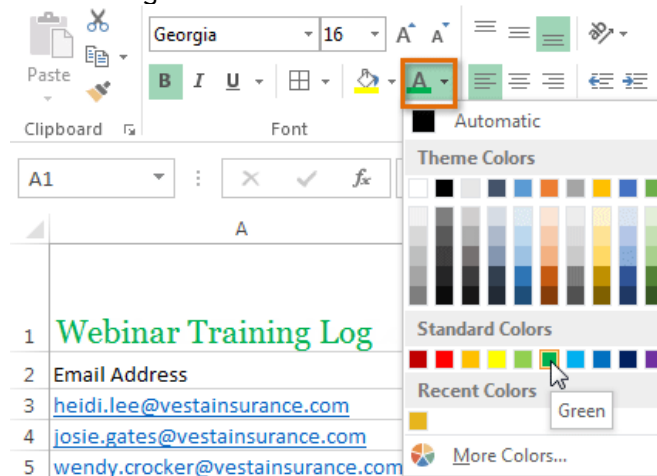 Georgia 16 A A
Paste B I U A
Clipboard Font
Automatic
Theme Colors
A1 fx
A
1 Webinar Training Log
Standard Colors
2 Email Address
3 heidi.lee@vestainsurance.com
Recent Colors
Green
4 josie.gates@vestainsurance.com
More Colors...
5 wendy.crocker@vestainsurance.com